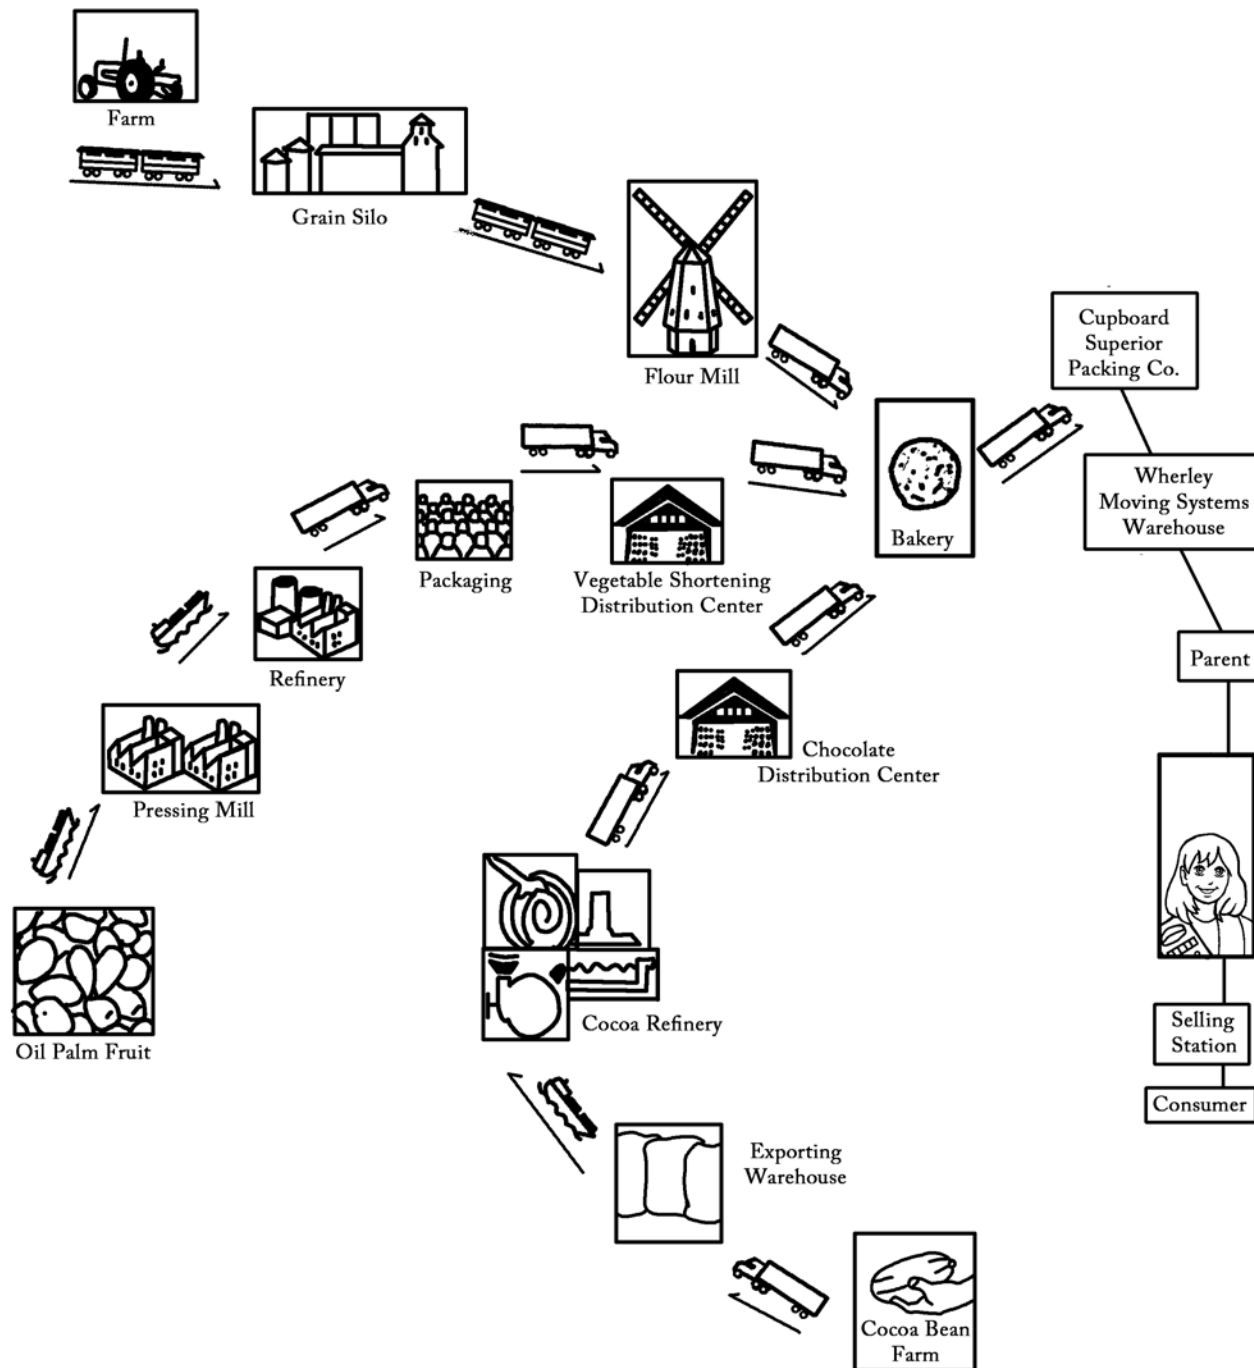 Farm
Grain Silo
Flour Mill
Cupboard
Superior
Packing Co.
Wherley
Moving Systems
Warehouse
Bakery
Packaging
Vegetable Shortening
Distribution Center
Refinery
Parent
Chocolate
Distribution Center
Pressing Mill
Cocoa Refinery
Oil Palm Fruit
Selling
Station
Consumer
Exporting
Warehouse
Cocoa Bean
Farm